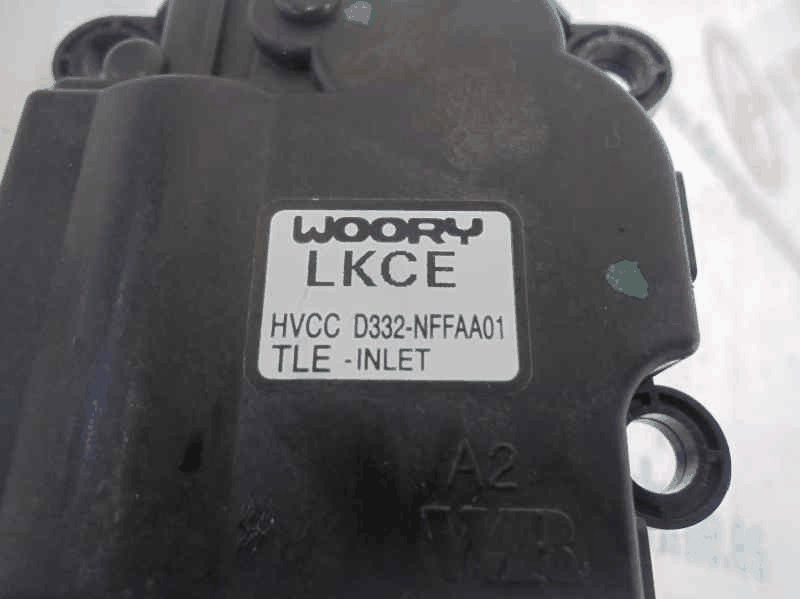 WOORY
LKCE
HVCC D332-NFFAA01
TLE - INLET
A2